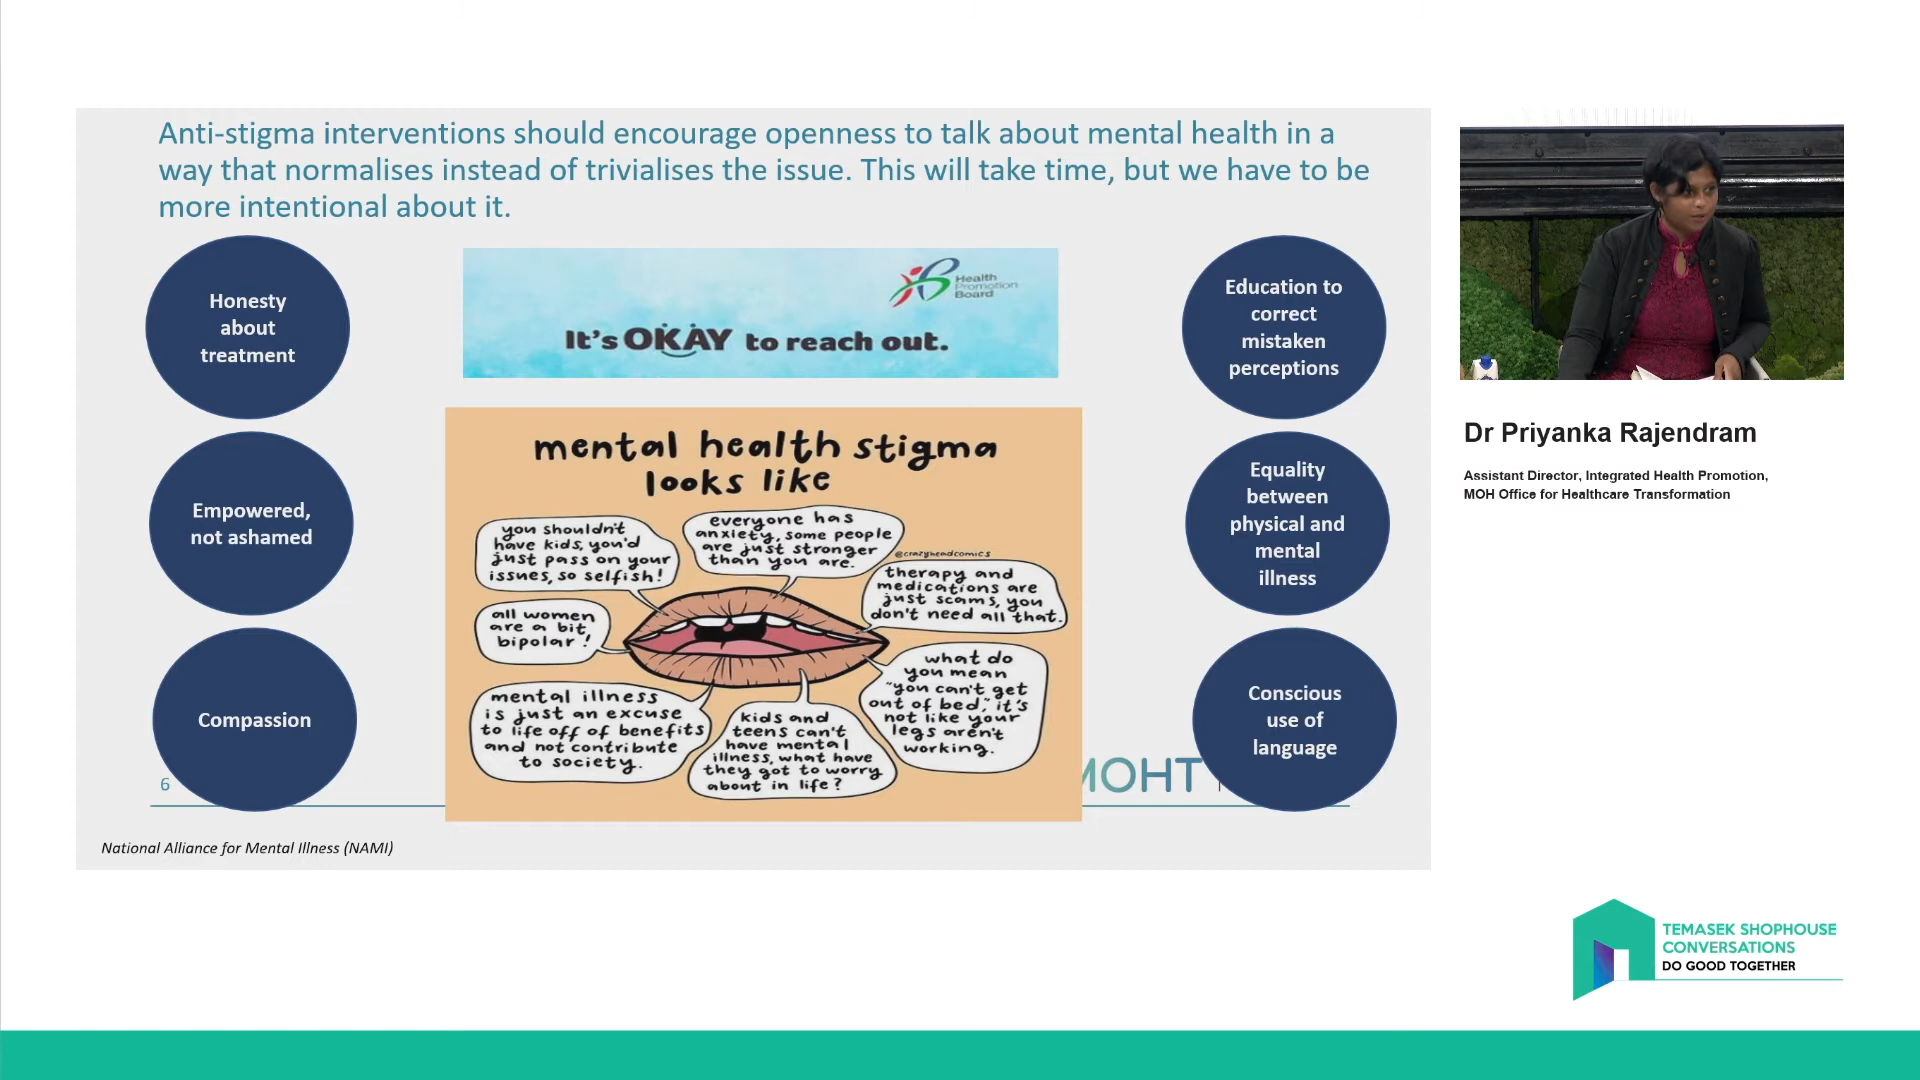 Anti-stigma interventions should encourage openness to talk about mental health in a
way that normalises instead of trivialises the issue. This will take time, but we have to be
more intentional about it.
Honesty
about
treatment
Empowered,
not ashamed
Compassion
Health
Promotion
Board
It's OKAY to reach out.
mental health stigma
looks like
you shouldn't
have kids, you'd
just pass on your
issues, so selfish!
everyone has
anxiety, some people
are just stronger
than you are.
@crazyheadcomics
therapy and
medications are
just scams, you
don't need all that.
all women
are a bit
bipolar!
what do
you mean
"you can't get
out of bed," it's
not like your
legs aren't
working.
mental illness
is just an excuse
to life off of benefits
and not contribute
to society.
kids and
teens can't
have mental
illness, what have
they got to worry
about in life?
Education to
correct
mistaken
perceptions
Equality
between
physical and
mental
illness
Conscious
use of
language
6
MOHT
National Alliance for Mental Illness (NAMI)
Dr Priyanka Rajendram
Assistant Director, Integrated Health Promotion,
MOH Office for Healthcare Transformation
TEMASEK SHOPHOUSE
CONVERSATIONS
DO GOOD TOGETHER